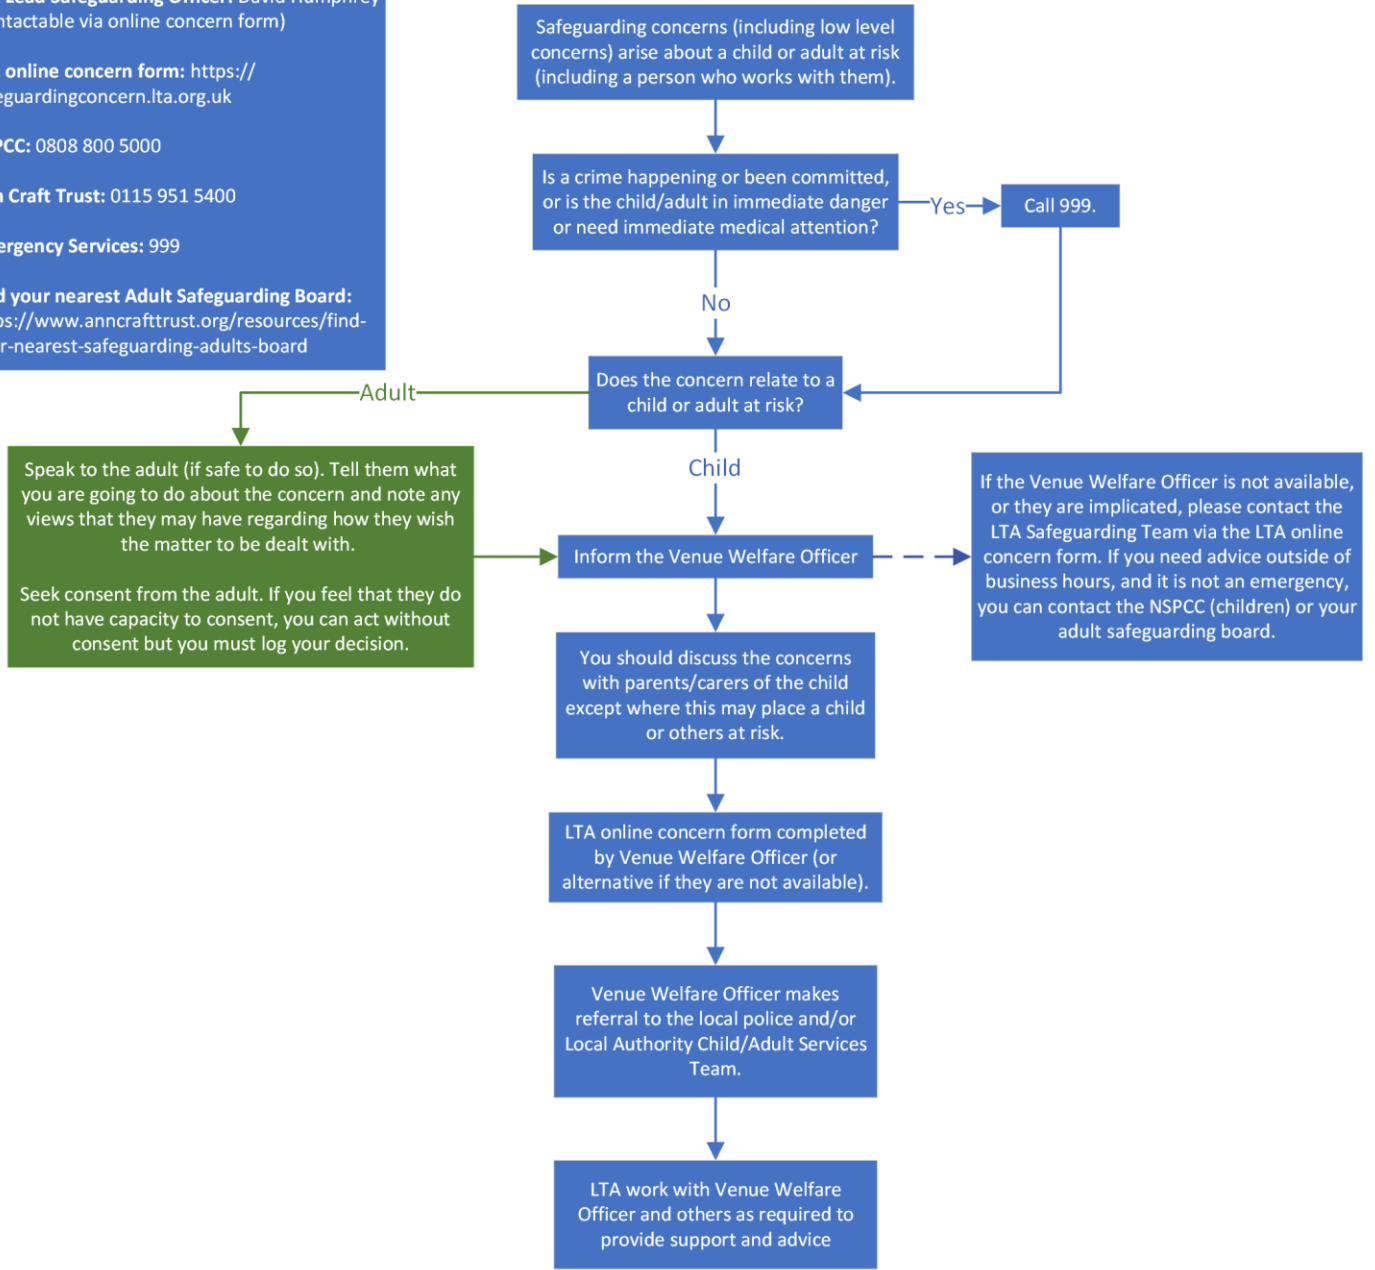 Lead Safeguarding Officer: David Humphrey
ntactable via online concern form)
online concern form: https://
eguardingconcern.lta.org.uk
PCC: 0808 800 5000
Craft Trust: 0115 951 5400
ergency Services: 999
d your nearest Adult Safeguarding Board:
ps://www.anncrafttrust.org/resources/find-
r-nearest-safeguarding-adults-board
Safeguarding concerns (including low level
concerns) arise about a child or adult at risk
(including a person who works with them).
Is a crime happening or been committed,
or is the child/adult in immediate danger
or need immediate medical attention?
Yes
Call 999.
No
Does the concern relate to a
child or adult at risk?
Adult
Speak to the adult (if safe to do so). Tell them what
you are going to do about the concern and note any
views that they may have regarding how they wish
the matter to be dealt with.
Seek consent from the adult. If you feel that they do
not have capacity to consent, you can act without
consent but you must log your decision.
Child
Inform the Venue Welfare Officer
If the Venue Welfare Officer is not available,
or they are implicated, please contact the
LTA Safeguarding Team via the LTA online
concern form. If you need advice outside of
business hours, and it is not an emergency,
you can contact the NSPCC (children) or your
adult safeguarding board.
You should discuss the concerns
with parents/carers of the child
except where this may place a child
or others at risk.
LTA online concern form completed
by Venue Welfare Officer (or
alternative if they are not available).
Venue Welfare Officer makes
referral to the local police and/or
Local Authority Child/Adult Services
Team.
LTA work with Venue Welfare
Officer and others as required to
provide support and advice